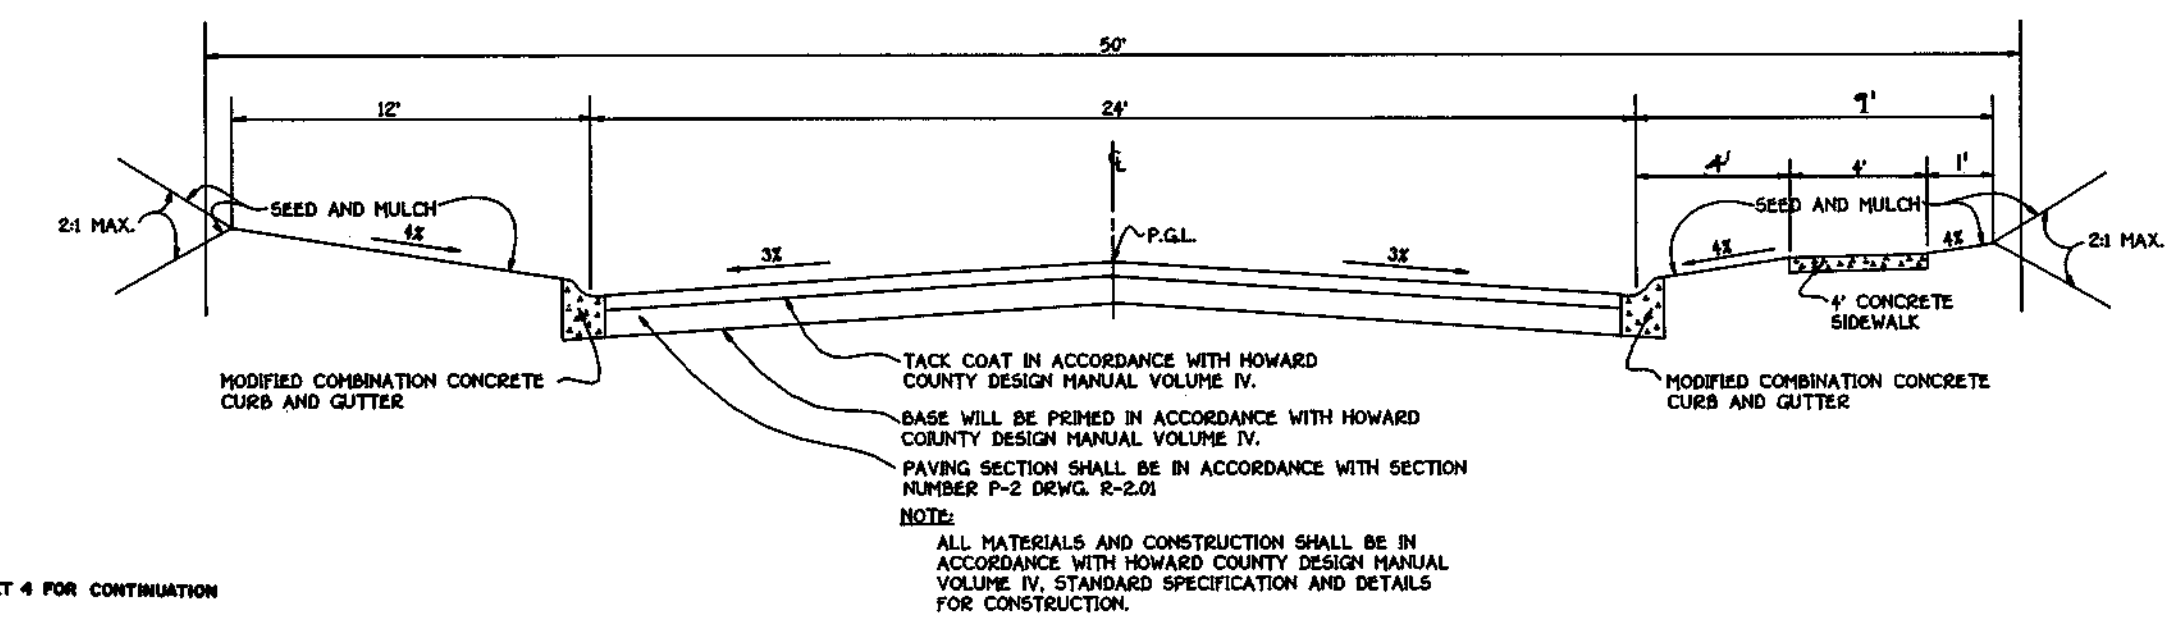 50'
12'
24'
9'
4'
4'
1'
℄
SEED AND MULCH
2:1 MAX.
4%
3%
P.G.L.
3%
SEED AND MULCH
4%
4%
2:1 MAX.
4' CONCRETE
SIDEWALK
MODIFIED COMBINATION CONCRETE
CURB AND GUTTER
TACK COAT IN ACCORDANCE WITH HOWARD
COUNTY DESIGN MANUAL VOLUME IV.
MODIFIED COMBINATION CONCRETE
CURB AND GUTTER
BASE WILL BE PRIMED IN ACCORDANCE WITH HOWARD
COUNTY DESIGN MANUAL VOLUME IV.
PAVING SECTION SHALL BE IN ACCORDANCE WITH SECTION
NUMBER P-2 DRWG. R-2.01
NOTE:
ALL MATERIALS AND CONSTRUCTION SHALL BE IN
ACCORDANCE WITH HOWARD COUNTY DESIGN MANUAL
VOLUME IV, STANDARD SPECIFICATION AND DETAILS
FOR CONSTRUCTION.
4 FOR CONTINUATION